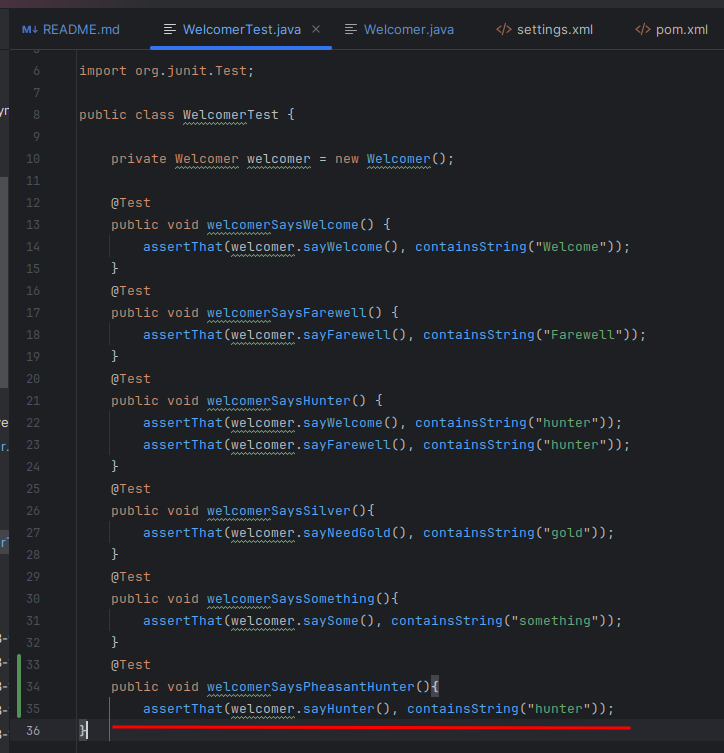 README.md WelcomerTest.java Welcomer.java settings.xml pom.xml
6 import org.junit.Test;
7
8 public class WelcomerTest {
9
10 private Welcomer welcomer = new Welcomer();
11
12 @Test
13 public void welcomerSaysWelcome() {
14 assertThat(welcomer.sayWelcome(), containsString("Welcome"));
15 }
16 @Test
17 public void welcomerSaysFarewell() {
18 assertThat(welcomer.sayFarewell(), containsString("Farewell"));
19 }
20 @Test
21 public void welcomerSaysHunter() {
22 assertThat(welcomer.sayWelcome(), containsString("hunter"));
23 assertThat(welcomer.sayFarewell(), containsString("hunter"));
24 }
25 @Test
26 public void welcomerSaysSilver(){
27 assertThat(welcomer.sayNeedGold(), containsString("gold"));
28 }
29 @Test
30 public void welcomerSaysSomething(){
31 assertThat(welcomer.saySome(), containsString("something"));
32 }
33 @Test
34 public void welcomerSaysPheasantHunter(){
35 assertThat(welcomer.sayHunter(), containsString("hunter"));
36 }